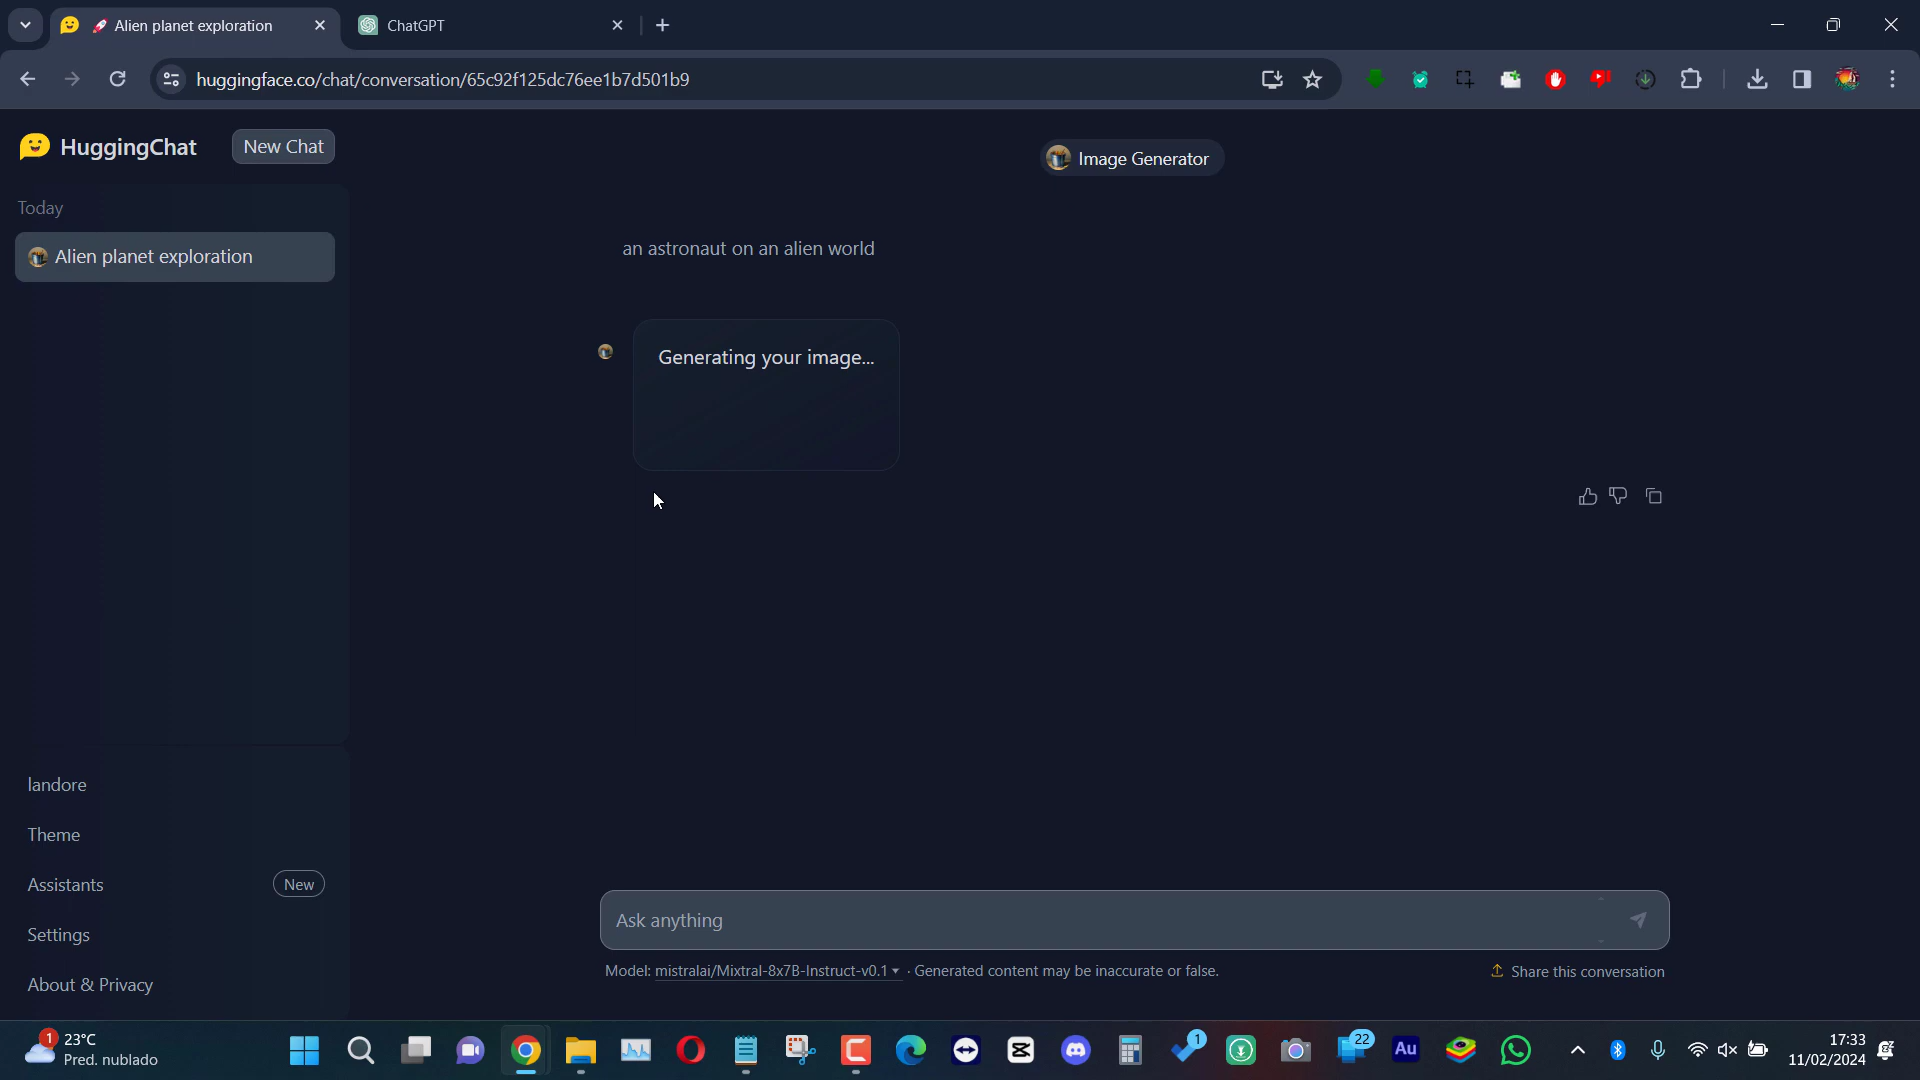 Alien planet exploration
ChatGPT
huggingface.co/chat/conversation/65c92f125dc76ee1b7d501b9
HuggingChat
New Chat
Image Generator
Today
Alien planet exploration
an astronaut on an alien world
Generating your image...
landore
Theme
Assistants
New
Settings
About & Privacy
Ask anything
Model: mistralai/Mixtral-8x7B-Instruct-v0.1 · Generated content may be inaccurate or false.
Share this conversation
1
23°C
Pred. nublado
1
22
Au
17:33
11/02/2024